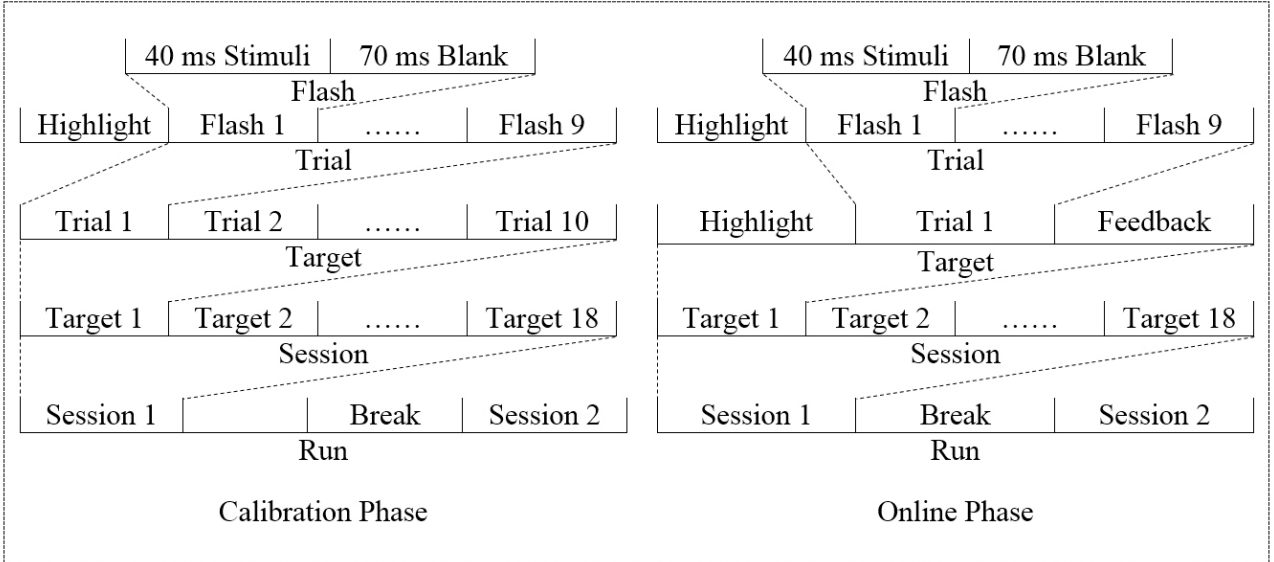 40 ms Stimuli 70 ms Blank
Flash
Highlight Flash 1 ...... Flash 9
Trial
Trial 1 Trial 2 ...... Trial 10
Target
Target 1 Target 2 ...... Target 18
Session
Session 1 Break Session 2
Run
Calibration Phase
40 ms Stimuli 70 ms Blank
Flash
Highlight Flash 1 ...... Flash 9
Trial
Highlight Trial 1 Feedback
Target
Target 1 Target 2 ...... Target 18
Session
Session 1 Break Session 2
Run
Online Phase